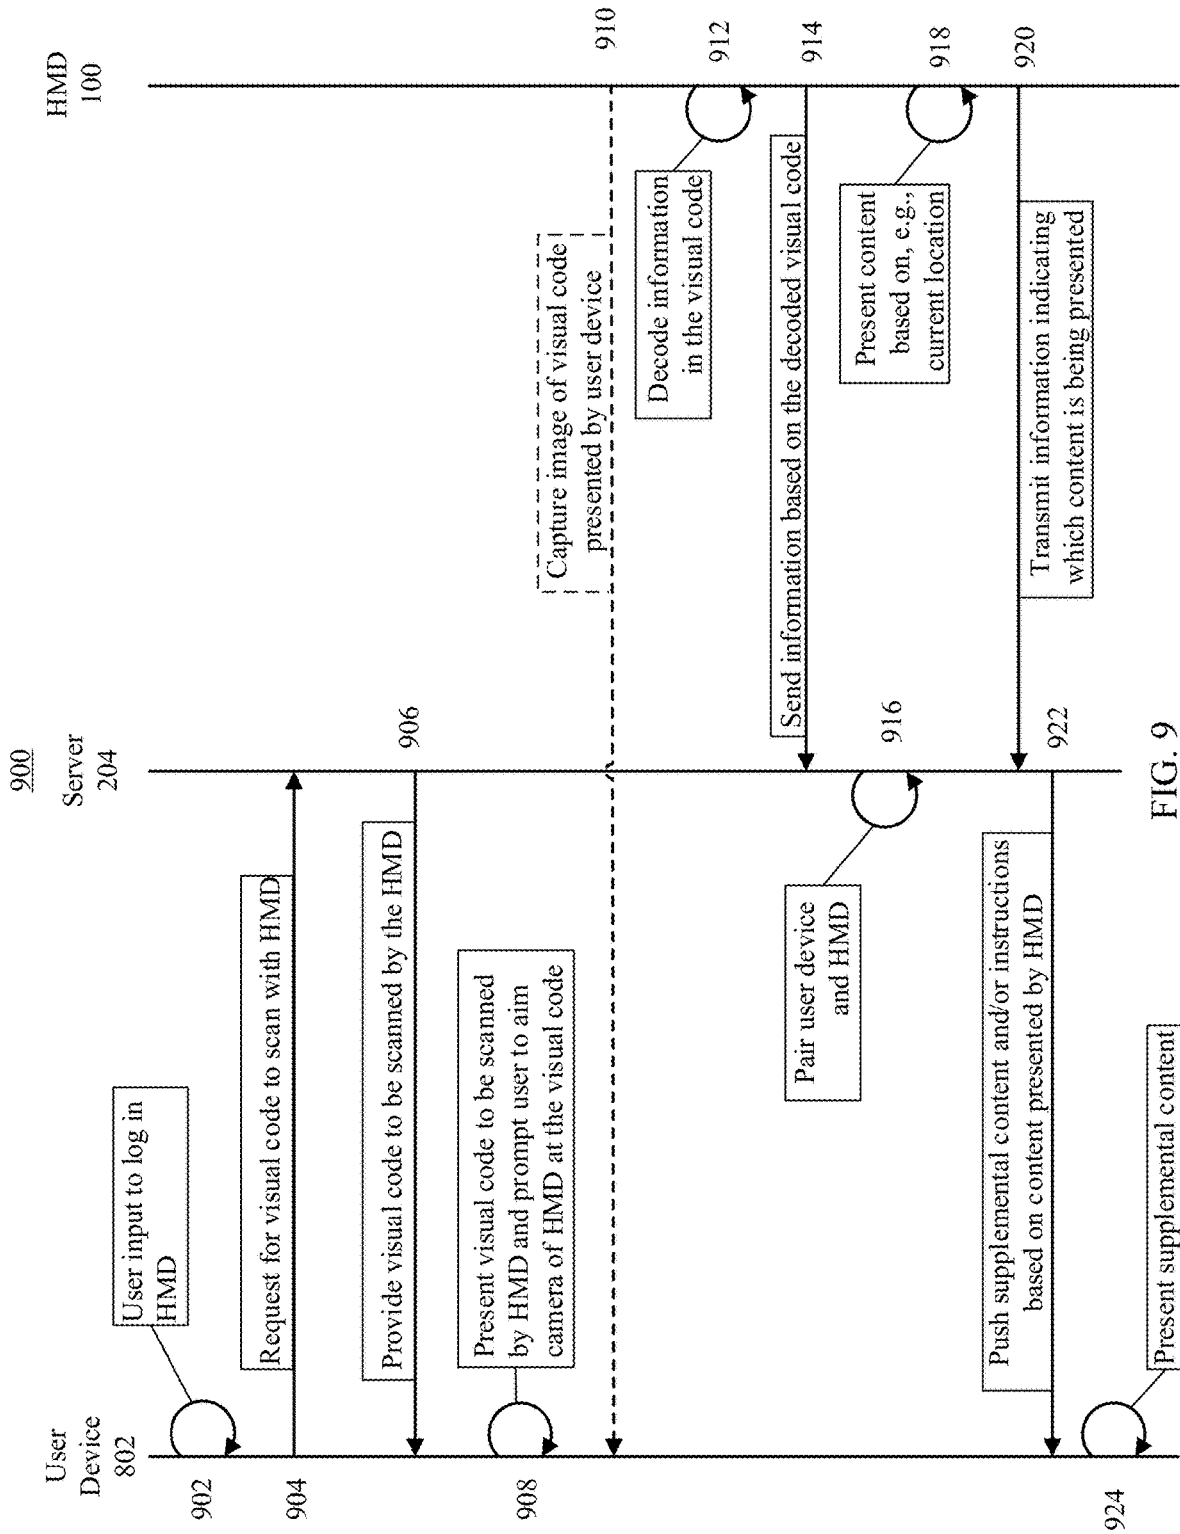 900
User
Device
802
Server
204
HMD
100
902
User input to log in
HMD
904
Request for visual code to scan with HMD
906
Provide visual code to be scanned by the HMD
908
Present visual code to be scanned
by HMD and prompt user to aim
camera of HMD at the visual code
910
Capture image of visual code
presented by user device
912
Decode information
in the visual code
914
Send information based on the decoded visual code
916
Pair user device
and HMD
918
Present content
based on, e.g.,
current location
920
Transmit information indicating
which content is being presented
922
Push supplemental content and/or instructions
based on content presented by HMD
924
Present supplemental content
FIG. 9